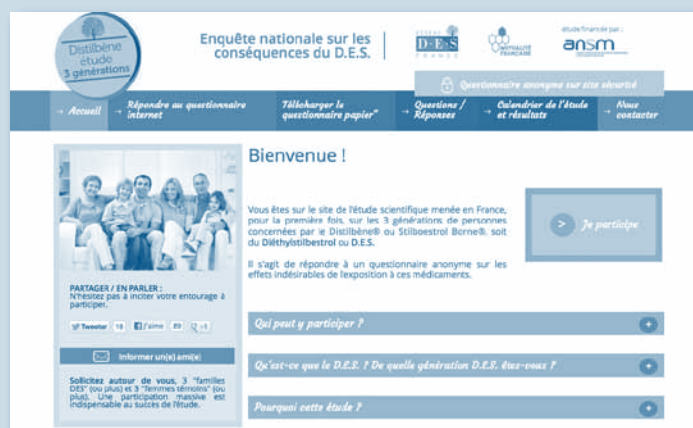 Distilbène
étude
3 générations
Enquête nationale sur les
conséquences du D.E.S.
RÉSEAU
D·E·S
FRANCE
MUTUALITÉ
FRANÇAISE
étude financée par :
ansm
Questionnaire anonyme sur site sécurisé
→ Accueil
→ Répondre au questionnaire
internet
Télécharger le
questionnaire papier"
→ Questions /
Réponses
→ Calendrier de l'étude
et résultats
→ Nous
contacter
Bienvenue !
Vous êtes sur le site de l'étude scientifique menée en France,
pour la première fois, sur les 3 générations de personnes
concernées par le Distilbène® ou Stilboestrol Borne®, soit
du Diéthylstilbestrol ou D.E.S.
Il s'agit de répondre à un questionnaire anonyme sur les
effets indésirables de l'exposition à ces médicaments.
> Je participe
PARTAGER / EN PARLER :
N'hésitez pas à inciter votre entourage à
participer.
Tweeter 18 J'aime 89 +1
Informer un(e) ami(e)
Sollicitez autour de vous, 3 "familles
DES" (ou plus) et 3 "femmes témoins" (ou
plus). Une participation massive est
indispensable au succès de l'étude.
Qui peut y participer ? +
Qu'est-ce que le D.E.S. ? De quelle génération D.E.S. êtes-vous ? +
Pourquoi cette étude ? +